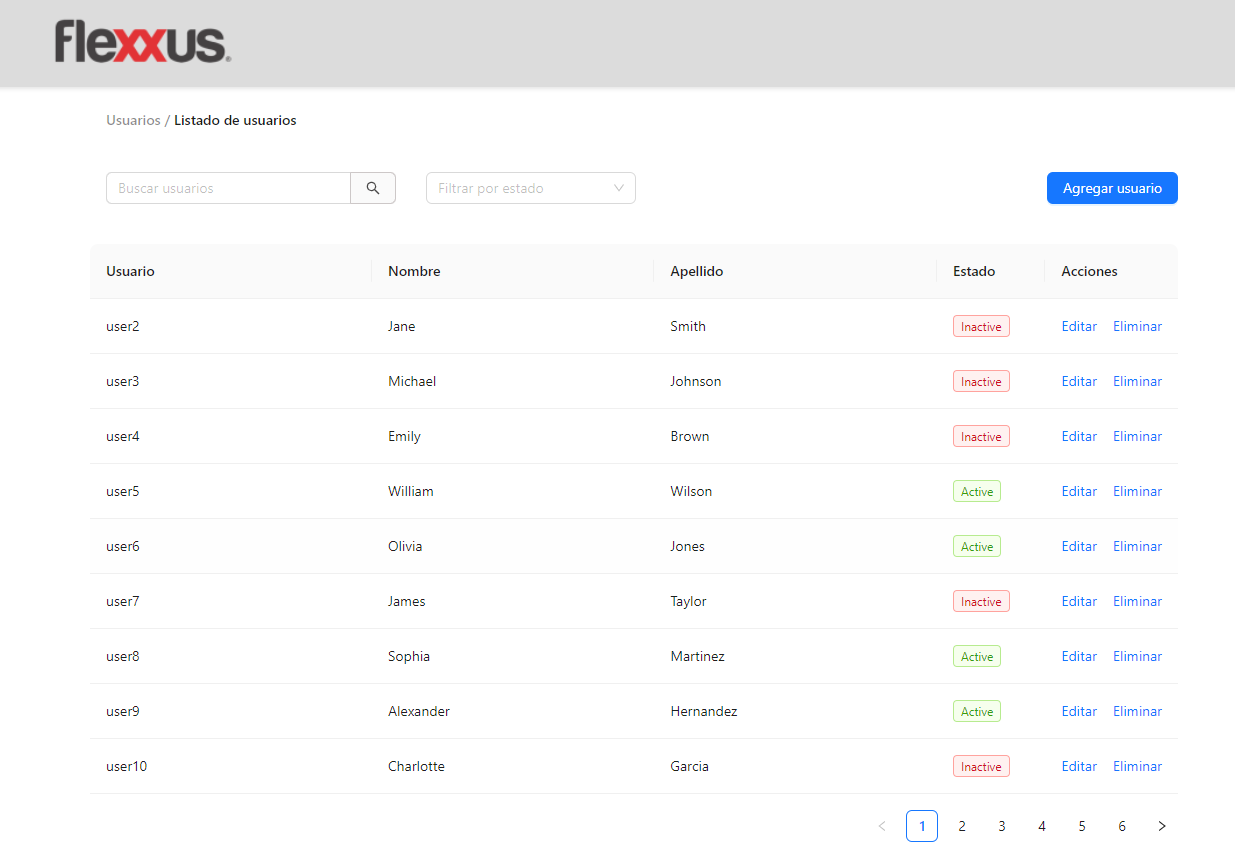 flexxus®
Usuarios / Listado de usuarios
Buscar usuarios Filtrar por estado Agregar usuario
Usuario Nombre Apellido Estado Acciones
user2 Jane Smith Inactive Editar Eliminar
user3 Michael Johnson Inactive Editar Eliminar
user4 Emily Brown Inactive Editar Eliminar
user5 William Wilson Active Editar Eliminar
user6 Olivia Jones Active Editar Eliminar
user7 James Taylor Inactive Editar Eliminar
user8 Sophia Martinez Active Editar Eliminar
user9 Alexander Hernandez Active Editar Eliminar
user10 Charlotte Garcia Inactive Editar Eliminar
< 1 2 3 4 5 6 >